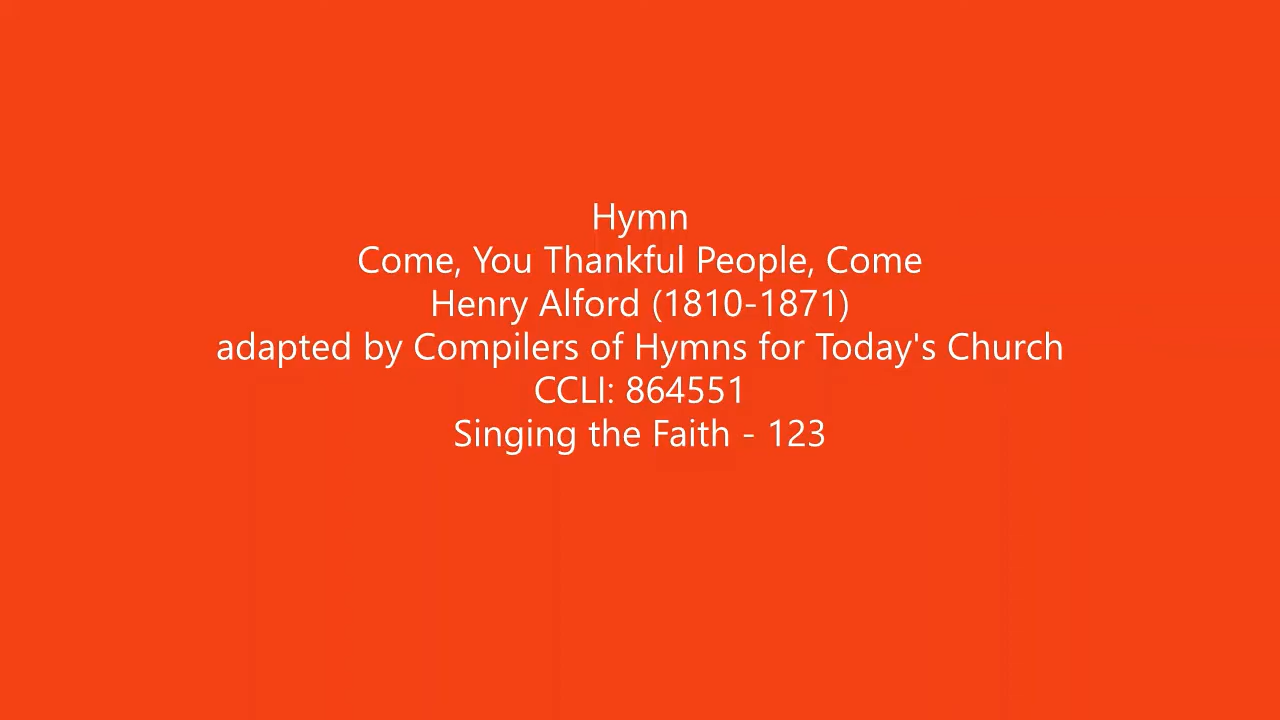 Hymn
Come, You Thankful People, Come
Henry Alford (1810-1871)
adapted by Compilers of Hymns for Today's Church
CCLI: 864551
Singing the Faith - 123